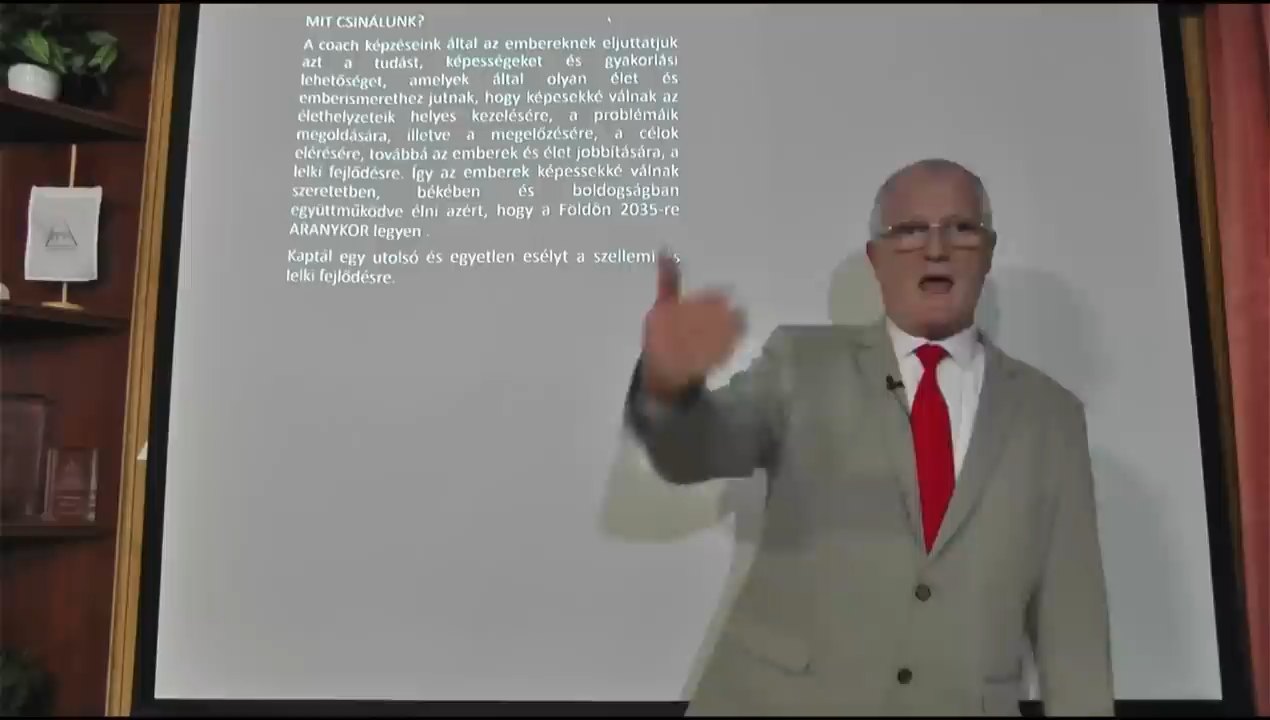 MIT CSINÁLUNK?
A coach képzéseink által az embereknek eljuttatjuk
azt a tudást, képességeket és gyakorlási
lehetőséget, amelyek által olyan élet és
emberismerethez jutnak, hogy képesekké válnak az
élethelyzeteik helyes kezelésére, a problémáik
megoldására, illetve a megelőzésére, a célok
elérésére, továbbá az emberek és élet jobbítására, a
lelki fejlődésre. Így az emberek képessekké válnak
szeretetben, békében és boldogságban
együttműködve élni azért, hogy a Földön 2035-re
ARANYKOR legyen .
Kaptál egy utolsó és egyetlen esélyt a szellemi
lelki fejlődésre.